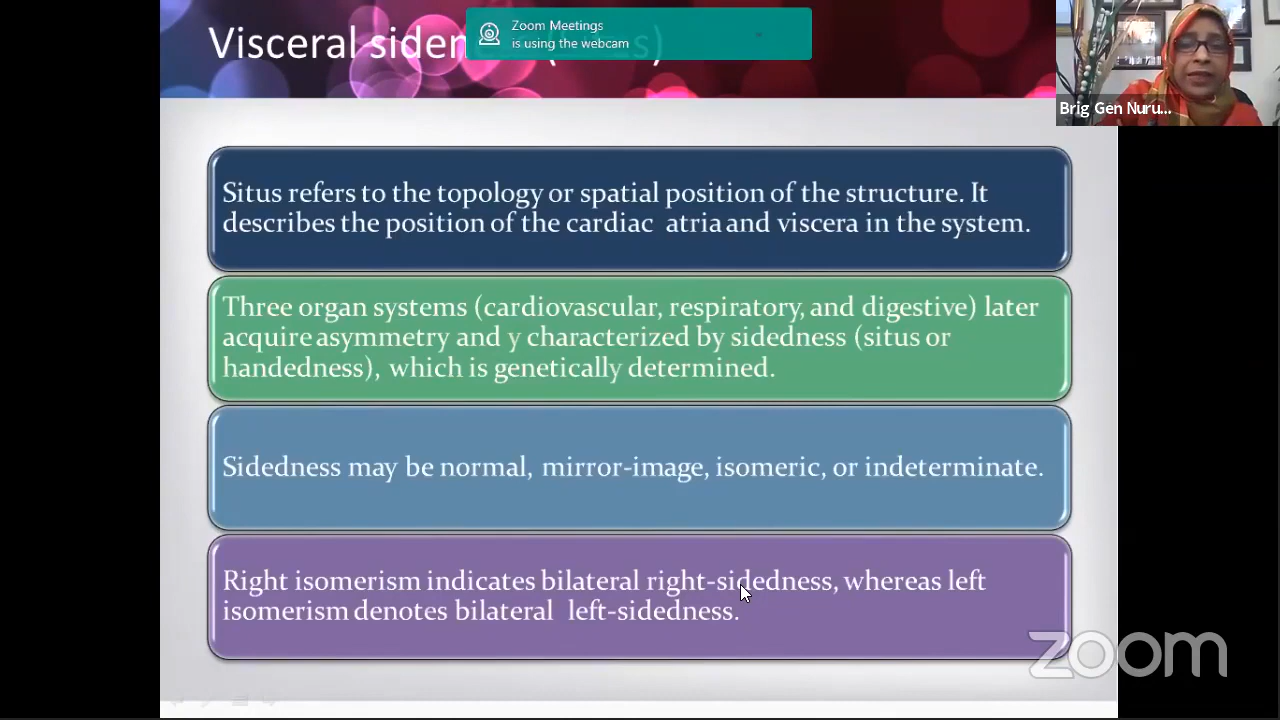 Visceral
Zoom Meetings
is using the webcam
Brig Gen Nuru...
Situs refers to the topology or spatial position of the structure. It
describes the position of the cardiac atria and viscera in the system.
Three organ systems (cardiovascular, respiratory, and digestive) later
acquire asymmetry and y characterized by sidedness (situs or
handedness), which is genetically determined.
Sidedness may be normal, mirror-image, isomeric, or indeterminate.
Right isomerism indicates bilateral right-sidedness, whereas left
isomerism denotes bilateral left-sidedness.
zoom